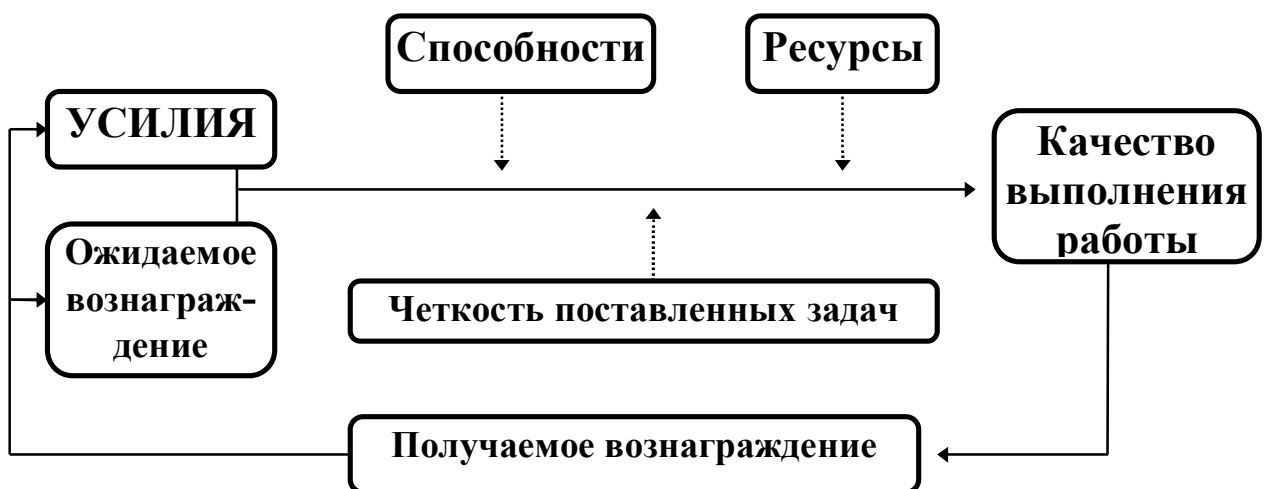 Способности
Ресурсы
УСИЛИЯ
Качество
выполнения
работы
Ожидаемое
вознаграж-
дение
Четкость поставленных задач
Получаемое вознаграждение